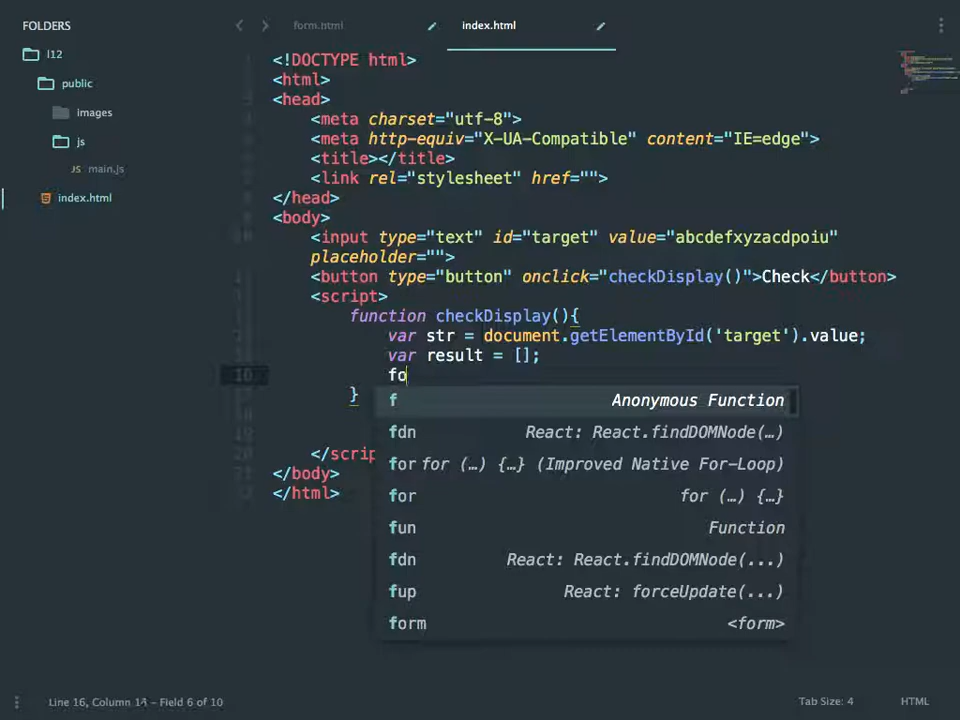 FOLDERS
l12
public
images
js
JS main.js
index.html
form.html
index.html
<!DOCTYPE html>
<html>
<head>
<meta charset="utf-8">
<meta http-equiv="X-UA-Compatible" content="IE=edge">
<title></title>
<link rel="stylesheet" href="">
</head>
<body>
<input type="text" id="target" value="abcdefxyzacdpoiu"
placeholder="">
<button type="button" onclick="checkDisplay()">Check</button>
<script>
function checkDisplay(){
var str = document.getElementById('target').value;
var result = [];
fo
}
</scrip
</body>
</html>
f Anonymous Function
fdn React: React.findDOMNode(…)
for for (…) {…} (Improved Native For-Loop)
for for (…) {…}
fun Function
fdn React: React.findDOMNode(...)
fup React: forceUpdate(...)
form <form>
Line 16, Column 14 – Field 6 of 10
Tab Size: 4
HTML